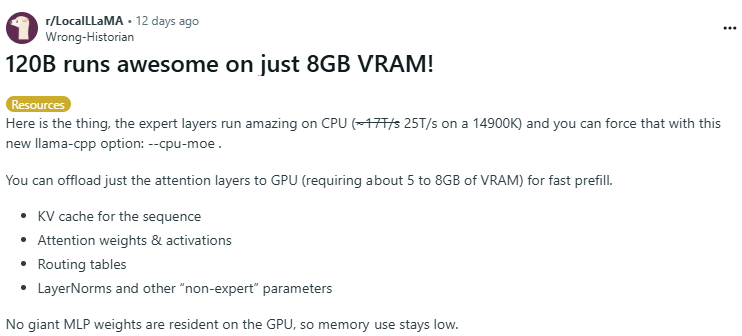 r/LocalLLaMA • 12 days ago
Wrong-Historian
120B runs awesome on just 8GB VRAM!
Resources
Here is the thing, the expert layers run amazing on CPU (~17T/s 25T/s on a 14900K) and you can force that with this
new llama-cpp option: --cpu-moe .
You can offload just the attention layers to GPU (requiring about 5 to 8GB of VRAM) for fast prefill.
• KV cache for the sequence
• Attention weights & activations
• Routing tables
• LayerNorms and other “non-expert” parameters
No giant MLP weights are resident on the GPU, so memory use stays low.